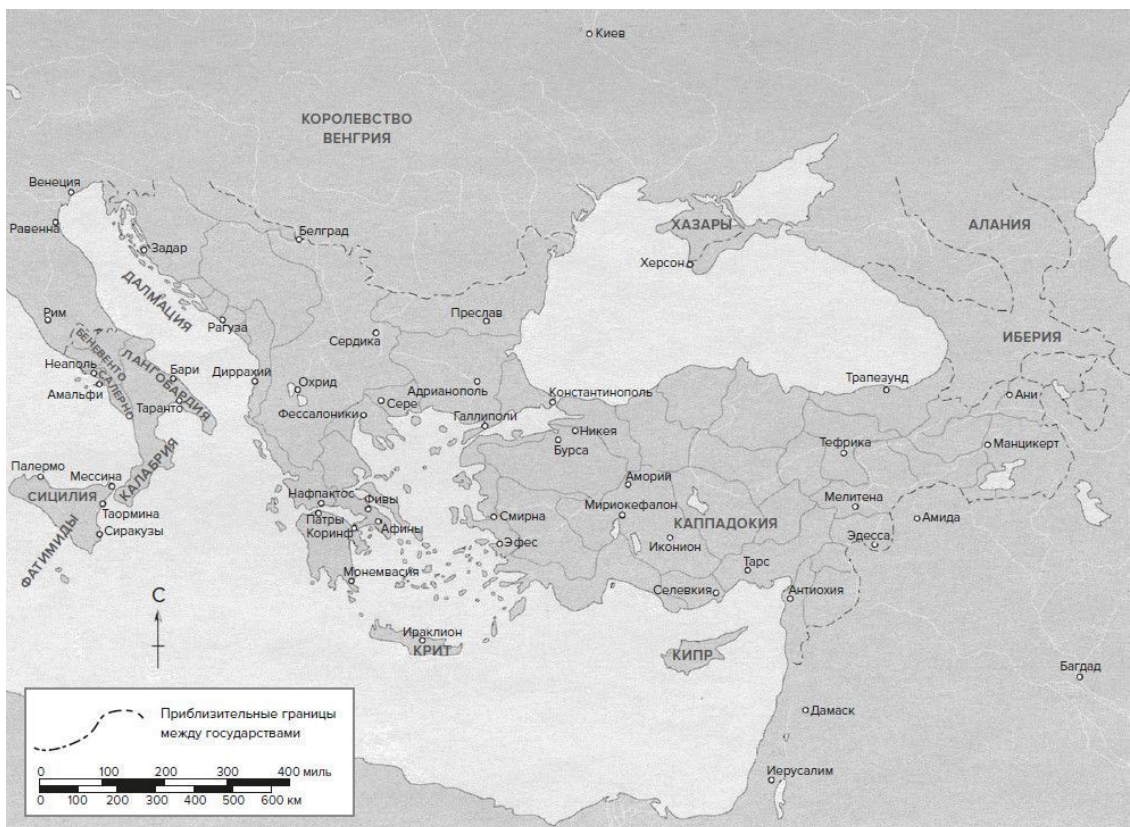 Киев
КОРОЛЕВСТВО
ВЕНГРИЯ
Венеция
Равенна
Задар
Белград
ХАЗАРЫ
АЛАНИЯ
Херсон
ДАЛМАЦИЯ
Рим
Рагуза
Сердика
Преслав
ИБЕРИЯ
БЕНЕВЕНТО
ЛАНГОБАРДИЯ
Неаполь
САЛЕРНО
Бари
Диррахий
Охрид
Адрианополь
Константинополь
Трапезунд
Ани
Амальфи
Таранто
Фессалоники
Сере
Галлиполи
Никея
Бурса
Тефрика
Манцикерт
Палермо
Мессина
КАЛАБРИЯ
СИЦИЛИЯ
Таормина
Сиракузы
ФАТИМИДЫ
Нафпактос
Фивы
Патры
Коринф
Афины
Смирна
Эфес
Аморий
Мириокефалон
КАППАДОКИЯ
Иконион
Мелитена
Амида
Эдесса
Тарс
Монемвасия
Селевкия
Антиохия
С
Ираклион
КРИТ
КИПР
Багдад
Дамаск
Иерусалим
Приблизительные границы
между государствами
0 100 200 300 400 миль
0 100 200 300 400 500 600 км